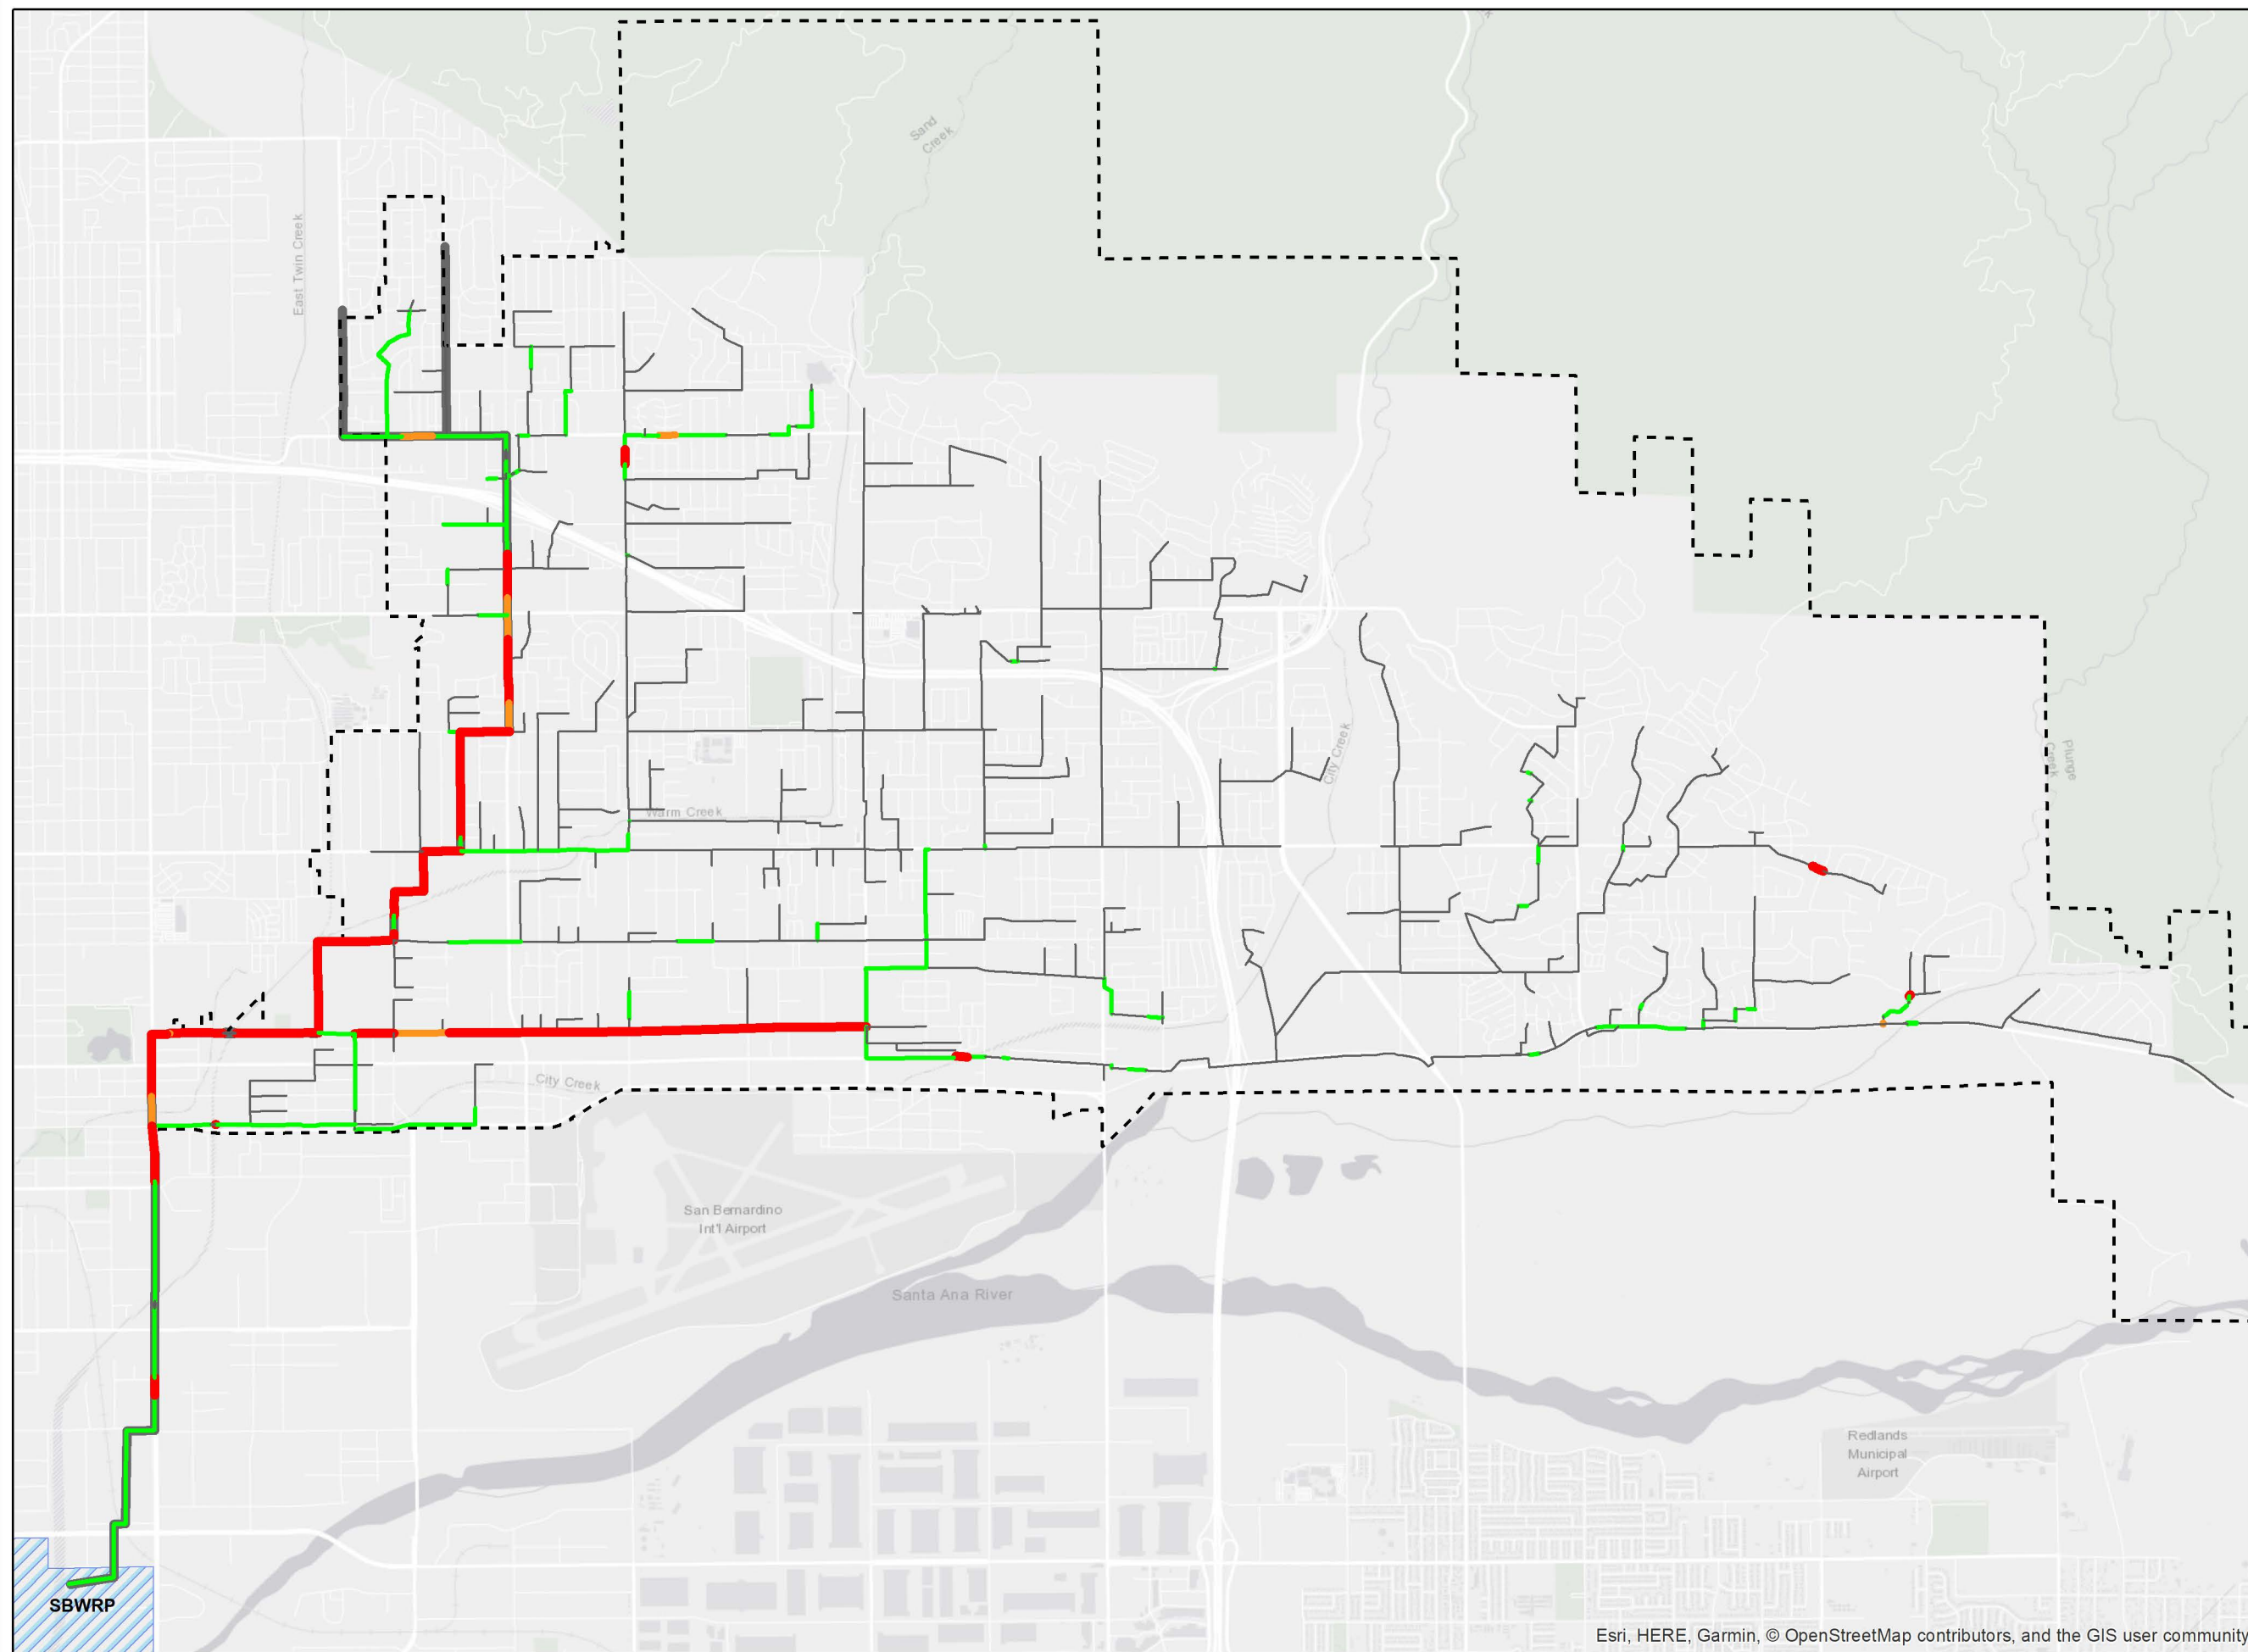 Sand
Creek
East Twin Creek
Warm Creek
City Creek
Plunge
Creek
City Creek
San Bernardino
Int'l Airport
Santa Ana River
Redlands
Municipal
Airport
SBWRP
Esri, HERE, Garmin, © OpenStreetMap contributors, and the GIS user community